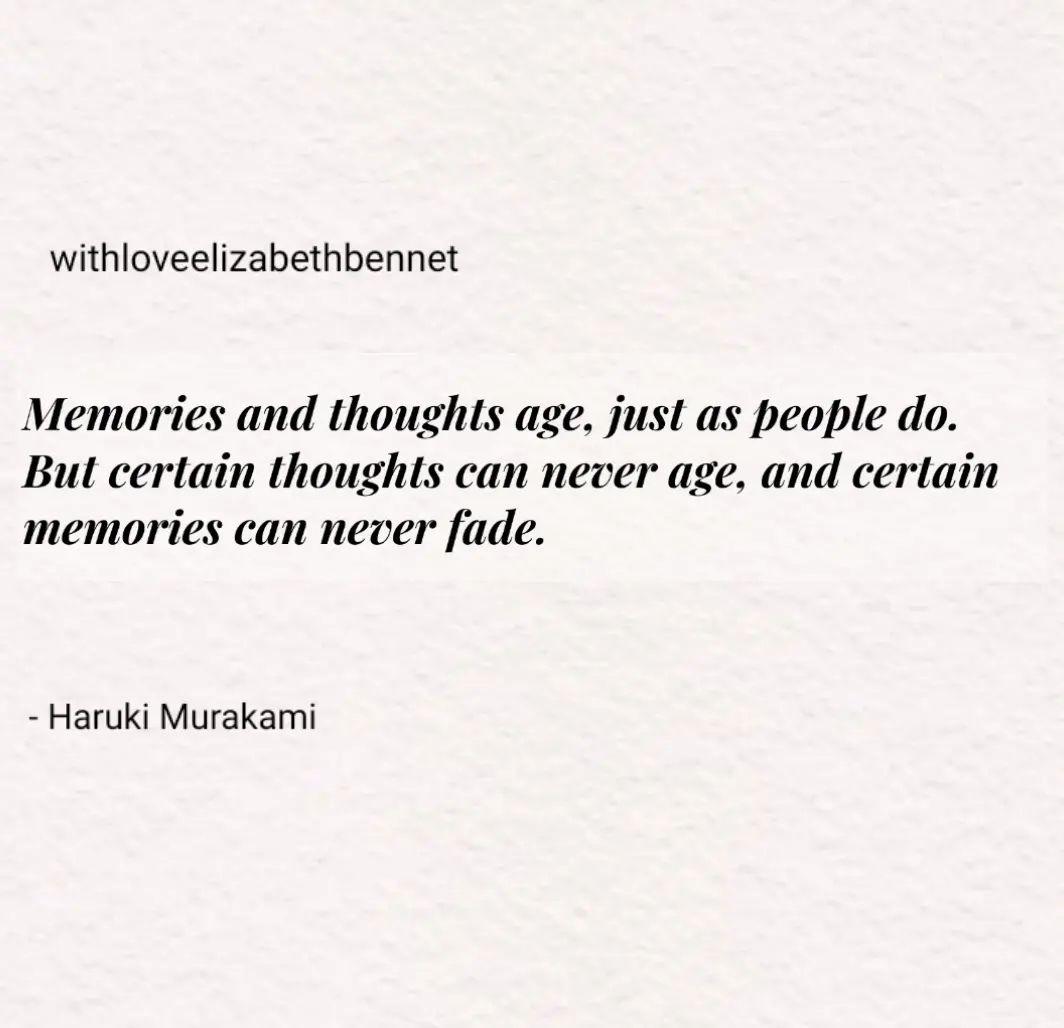 withloveelizabethbennet
Memories and thoughts age, just as people do.
But certain thoughts can never age, and certain
memories can never fade.
- Haruki Murakami